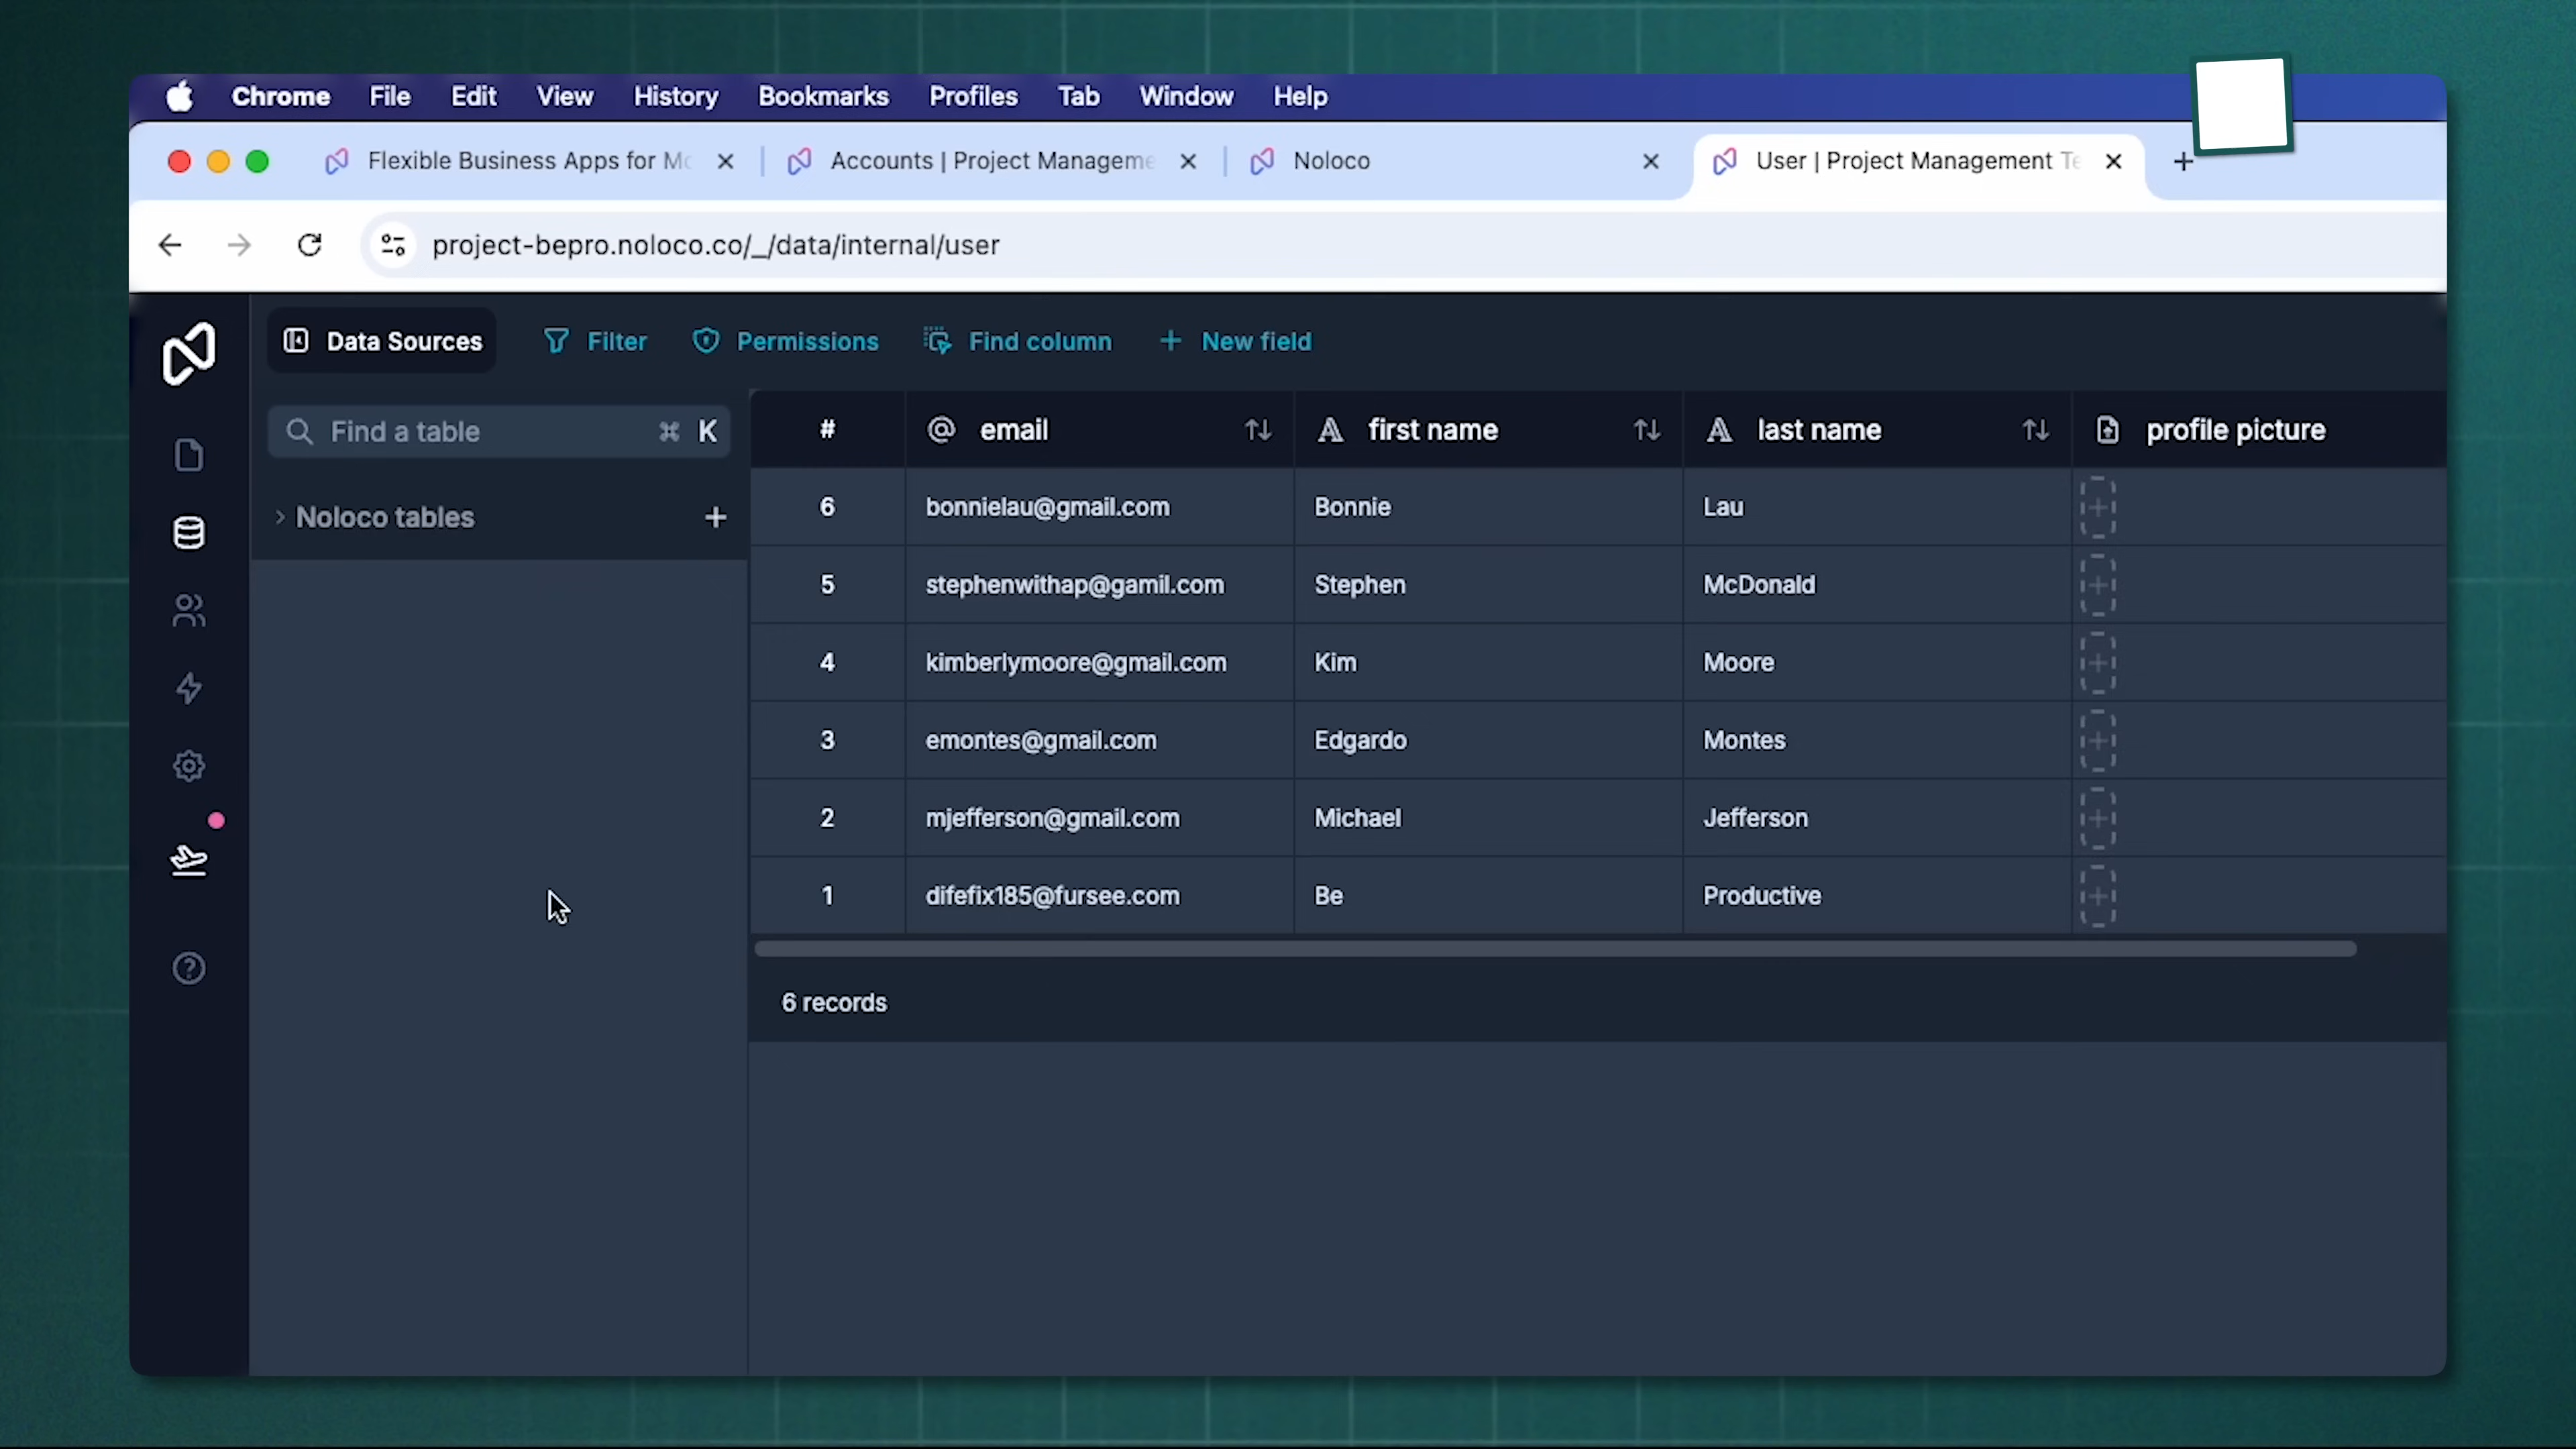 Chrome File Edit View History Bookmarks Profiles Tab Window Help
Flexible Business Apps for Mo
Accounts | Project Manageme
Noloco
User | Project Management Te
project-bepro.noloco.co/_/data/internal/user
Data Sources Filter Permissions Find column + New field
Find a table ⌘ K
Noloco tables +
# @ email first name last name profile picture
6 bonnielau@gmail.com Bonnie Lau
5 stephenwithap@gamil.com Stephen McDonald
4 kimberlymoore@gmail.com Kim Moore
3 emontes@gmail.com Edgardo Montes
2 mjefferson@gmail.com Michael Jefferson
1 difefix185@fursee.com Be Productive
6 records